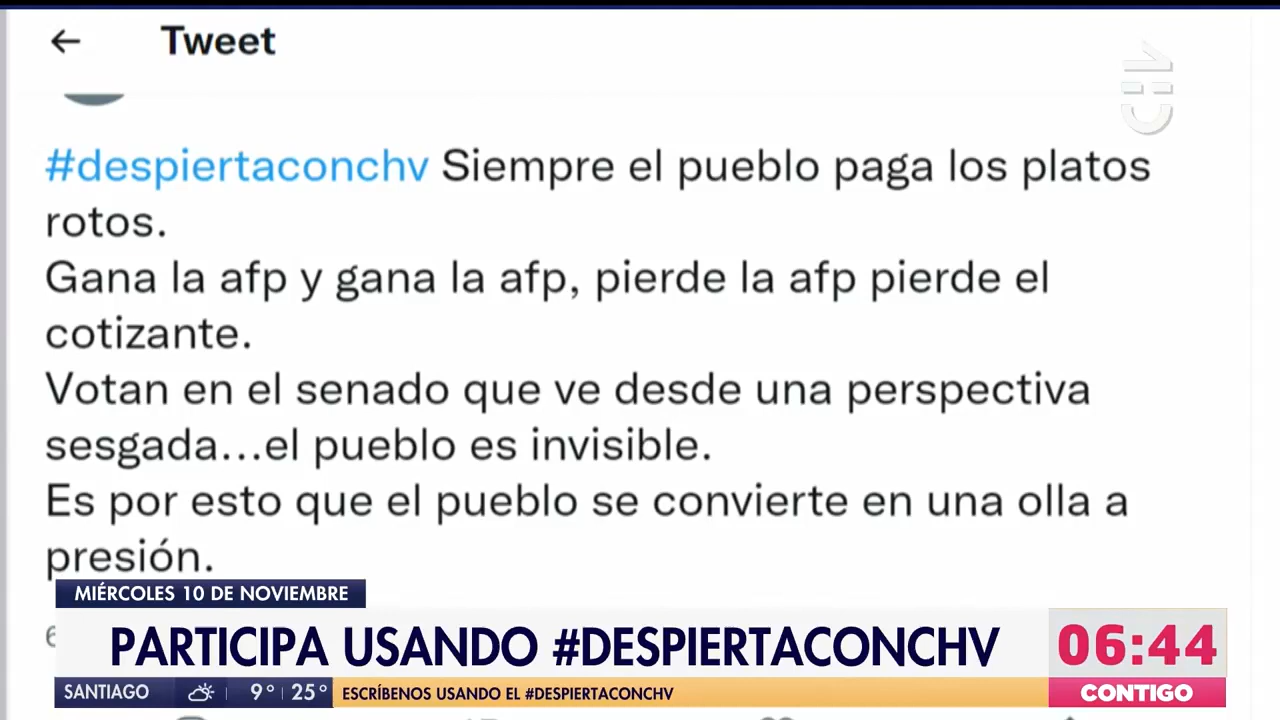 Tweet
CHV
#despiertaconchv Siempre el pueblo paga los platos
rotos.
Gana la afp y gana la afp, pierde la afp pierde el
cotizante.
Votan en el senado que ve desde una perspectiva
sesgada...el pueblo es invisible.
Es por esto que el pueblo se convierte en una olla a
presión.
MIÉRCOLES 10 DE NOVIEMBRE
PARTICIPA USANDO #DESPIERTACONCHV
06:44
SANTIAGO 9° 25° ESCRÍBENOS USANDO EL #DESPIERTACONCHV
CONTIGO